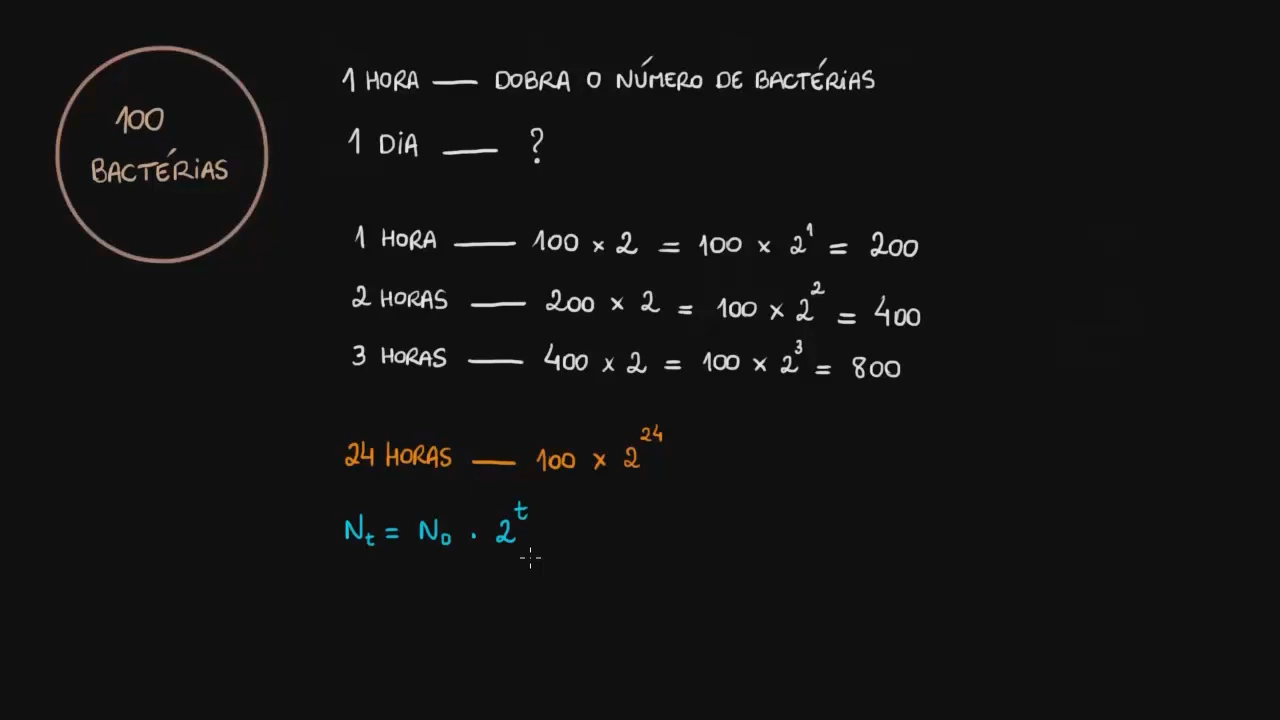 100
BACTÉRIAS
1 HORA — DOBRA O NÚMERO DE BACTÉRIAS
1 DIA — ?
1 HORA — 100 × 2 = 100 × 2¹ = 200
2 HORAS — 200 × 2 = 100 × 2² = 400
3 HORAS — 400 × 2 = 100 × 2³ = 800
24 HORAS — 100 × 2²⁴
Nₜ = N₀ . 2ᵗ